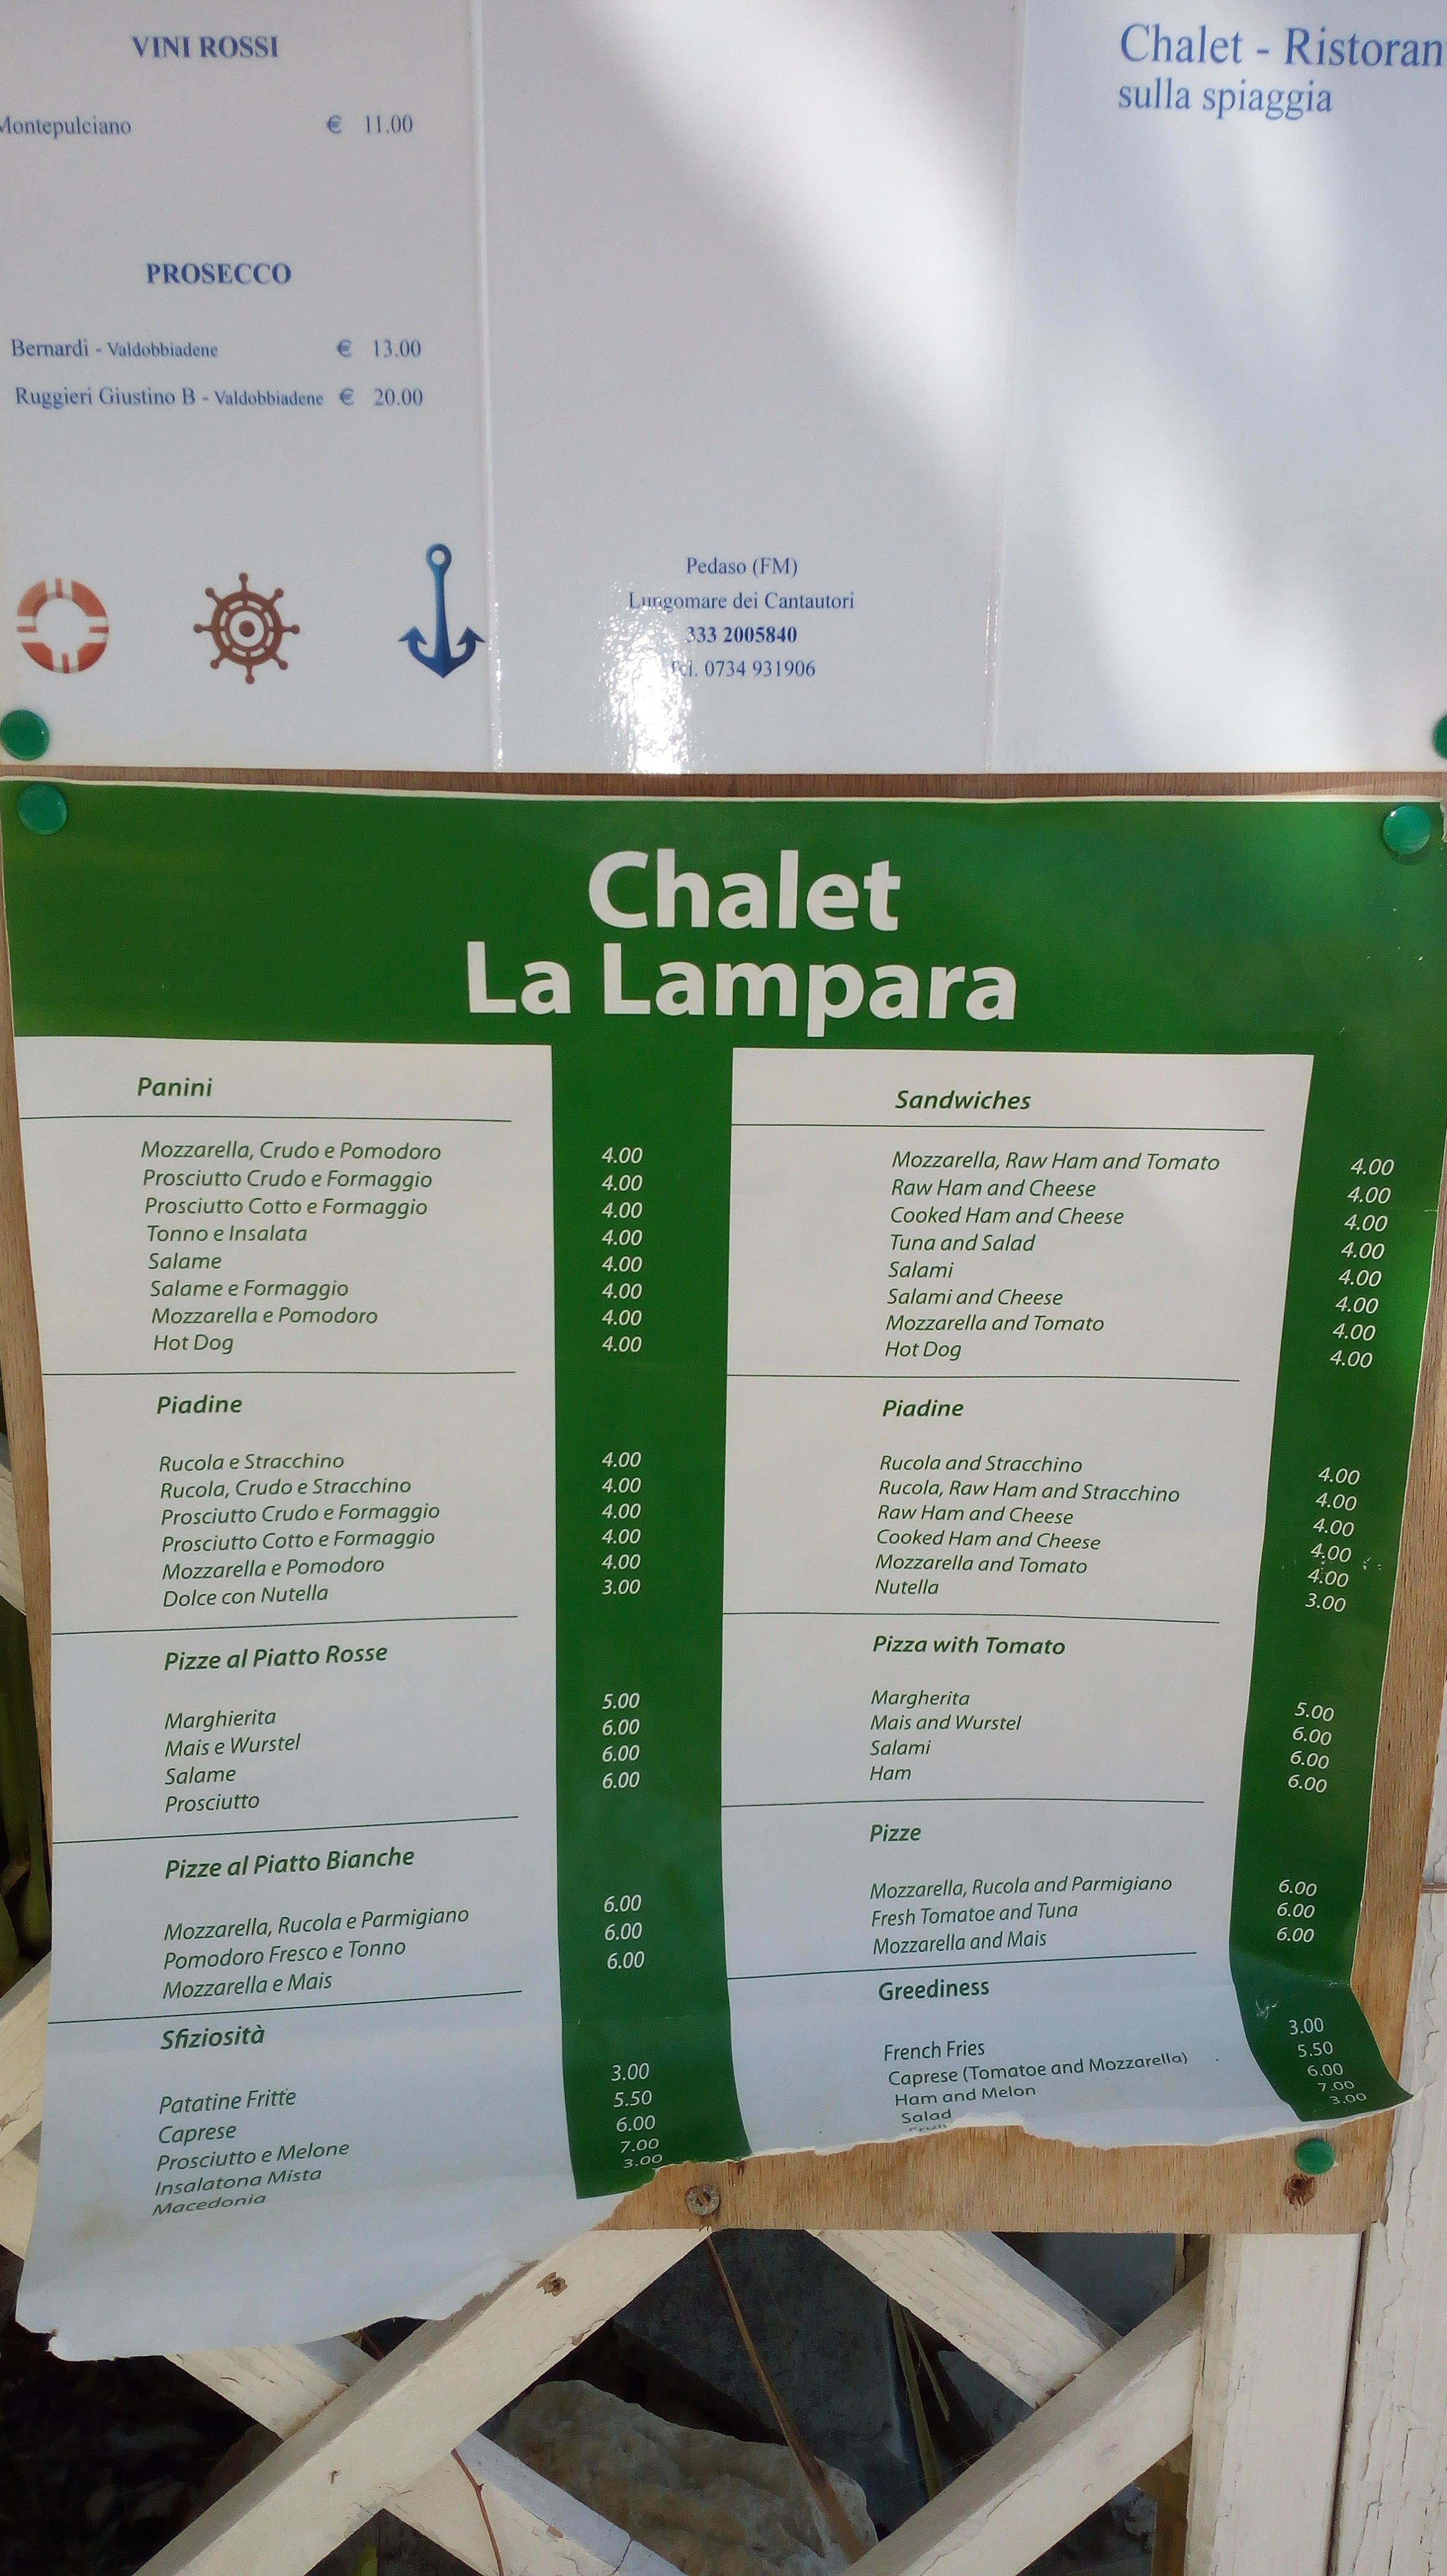 VINI ROSSI
Montepulciano € 11.00
PROSECCO
Bernardi - Valdobbiadene € 13.00
Ruggieri Giustino B - Valdobbiadene € 20.00
Pedaso (FM)
Lungomare dei Cantautori
333 2005840
Tel. 0734 931906
Chalet - Ristoran
sulla spiaggia
Chalet
La Lampara
Panini
Mozzarella, Crudo e Pomodoro 4.00
Prosciutto Crudo e Formaggio 4.00
Prosciutto Cotto e Formaggio 4.00
Tonno e Insalata 4.00
Salame 4.00
Salame e Formaggio 4.00
Mozzarella e Pomodoro 4.00
Hot Dog 4.00
Piadine
Rucola e Stracchino 4.00
Rucola, Crudo e Stracchino 4.00
Prosciutto Crudo e Formaggio 4.00
Prosciutto Cotto e Formaggio 4.00
Mozzarella e Pomodoro 4.00
Dolce con Nutella 3.00
Pizze al Piatto Rosse
Marghierita 5.00
Mais e Wurstel 6.00
Salame 6.00
Prosciutto 6.00
Pizze al Piatto Bianche
Mozzarella, Rucola e Parmigiano 6.00
Pomodoro Fresco e Tonno 6.00
Mozzarella e Mais 6.00
Sfiziosità
Patatine Fritte 3.00
Caprese 5.50
Prosciutto e Melone 6.00
Insalatona Mista 7.00
Macedonia 3.00
Sandwiches
Mozzarella, Raw Ham and Tomato 4.00
Raw Ham and Cheese 4.00
Cooked Ham and Cheese 4.00
Tuna and Salad 4.00
Salami 4.00
Salami and Cheese 4.00
Mozzarella and Tomato 4.00
Hot Dog 4.00
Piadine
Rucola and Stracchino 4.00
Rucola, Raw Ham and Stracchino 4.00
Raw Ham and Cheese 4.00
Cooked Ham and Cheese 4.00
Mozzarella and Tomato 4.00
Nutella 3.00
Pizza with Tomato
Margherita 5.00
Mais and Wurstel 6.00
Salami 6.00
Ham 6.00
Pizze
Mozzarella, Rucola and Parmigiano 6.00
Fresh Tomatoe and Tuna 6.00
Mozzarella and Mais 6.00
Greediness
French Fries 3.00
Caprese (Tomatoe and Mozzarella) 5.50
Ham and Melon 6.00
Salad 7.00
3.00